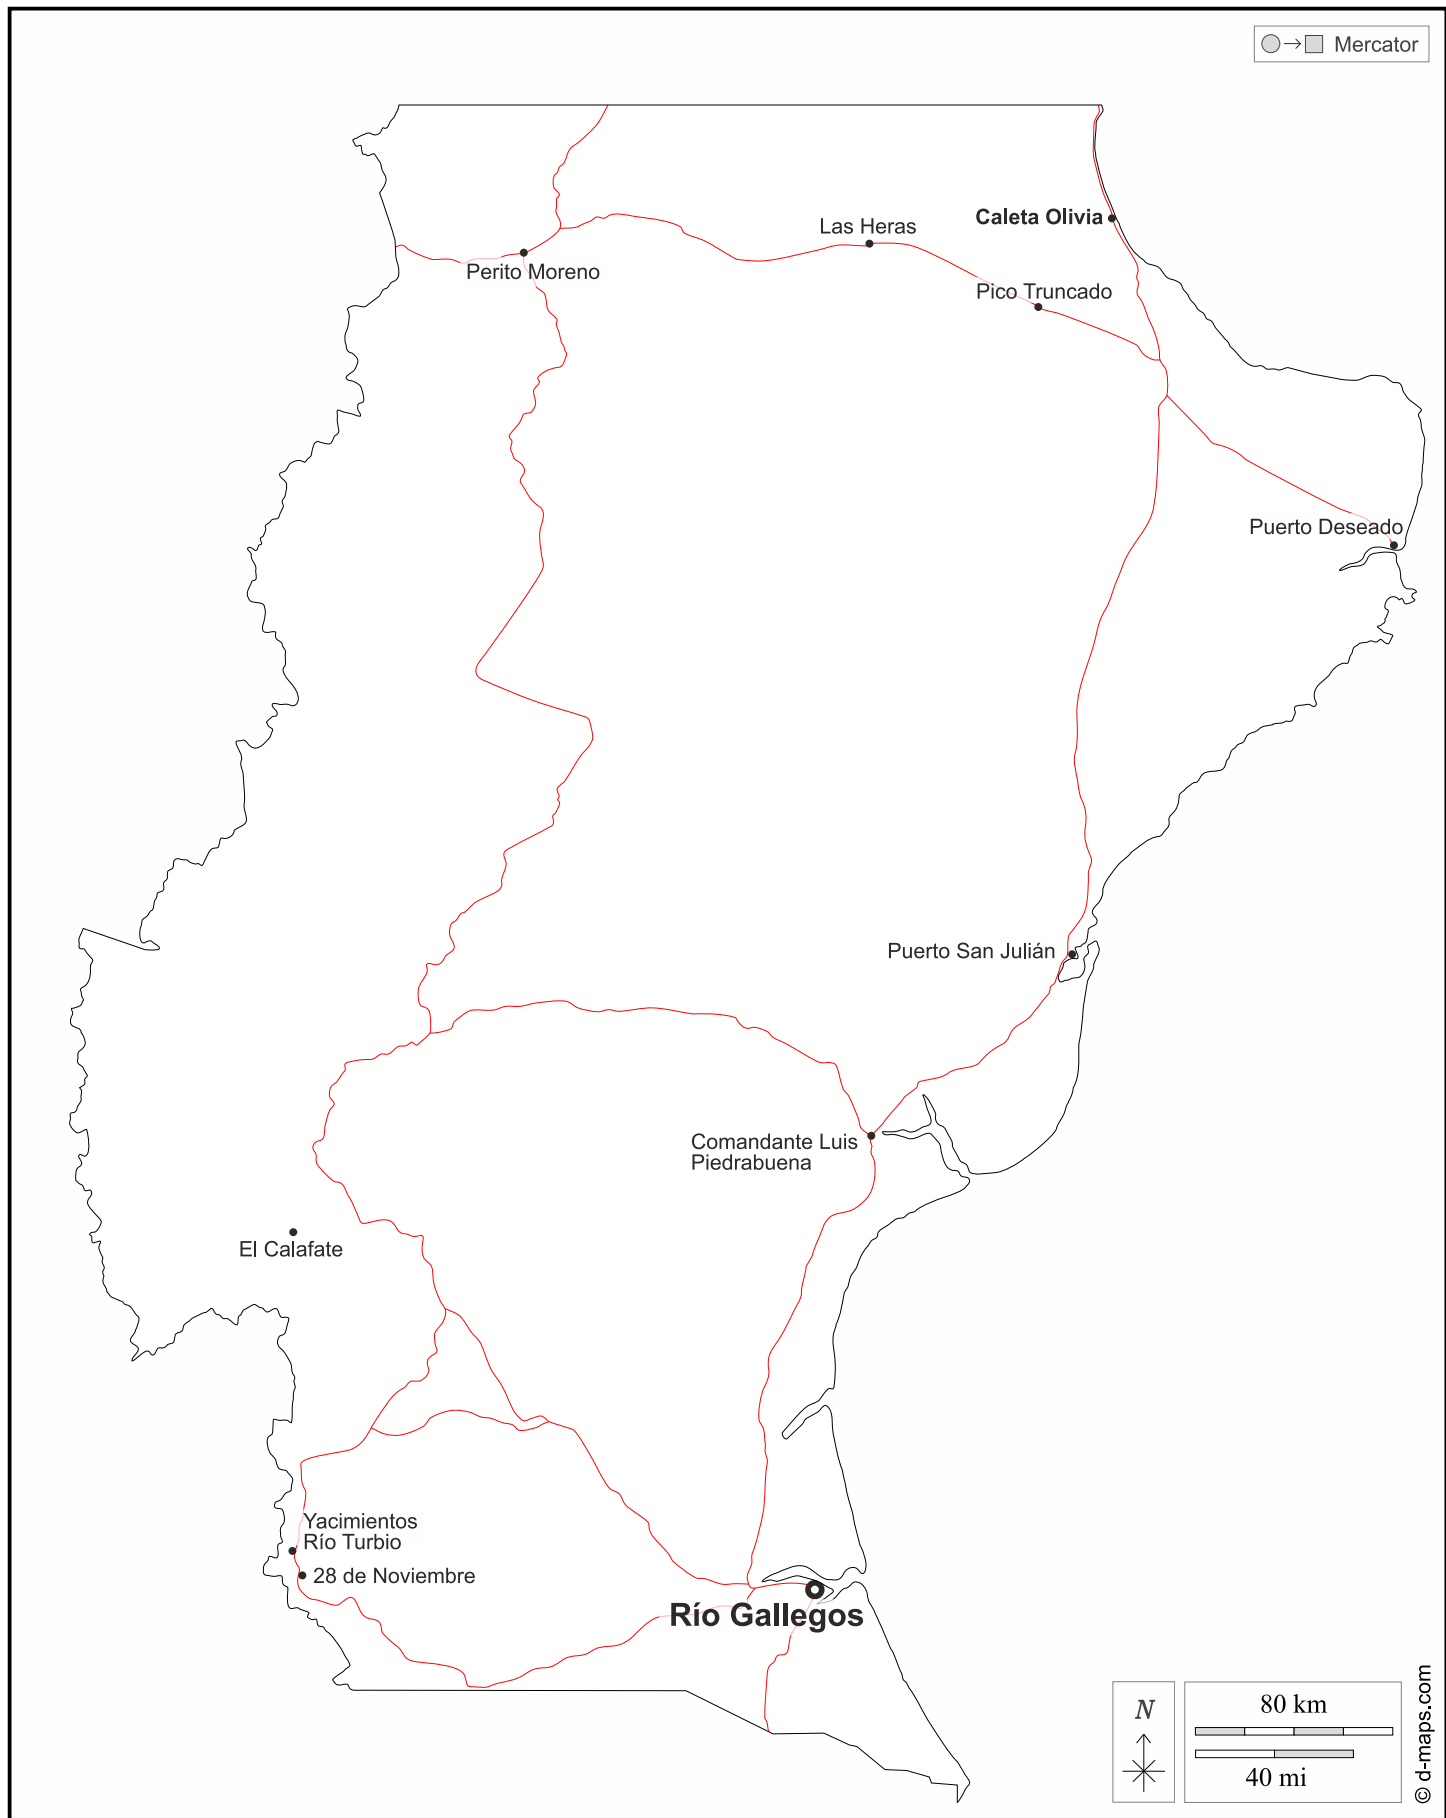 Mercator
Caleta Olivia
Las Heras
Perito Moreno
Pico Truncado
Puerto Deseado
Puerto San Julián
Comandante Luis
Piedrabuena
El Calafate
Yacimientos
Río Turbio
28 de Noviembre
Río Gallegos
N
80 km
40 mi
© d-maps.com